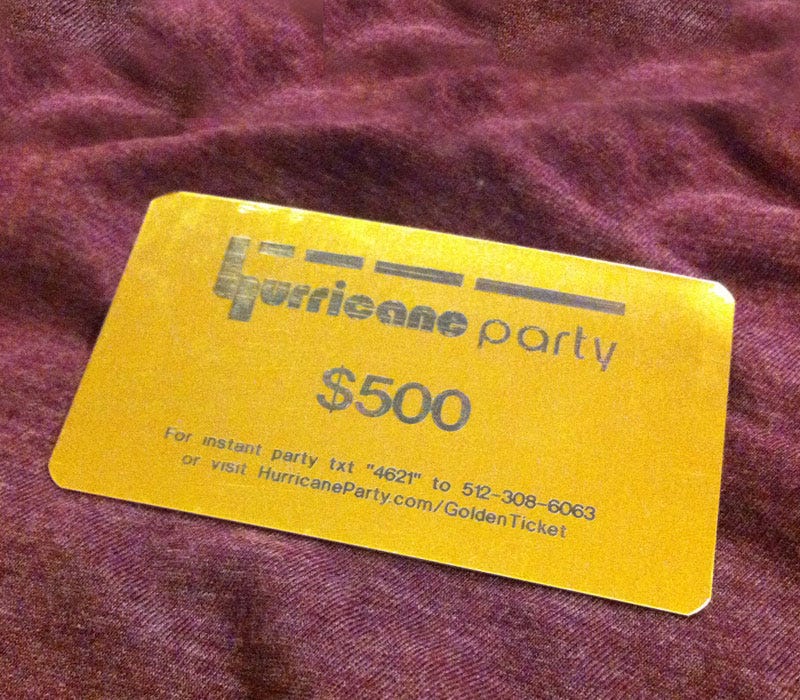 hurricane party
$500
For instant party txt "4621" to 512-308-6063
or visit HurricaneParty.com/GoldenTicket